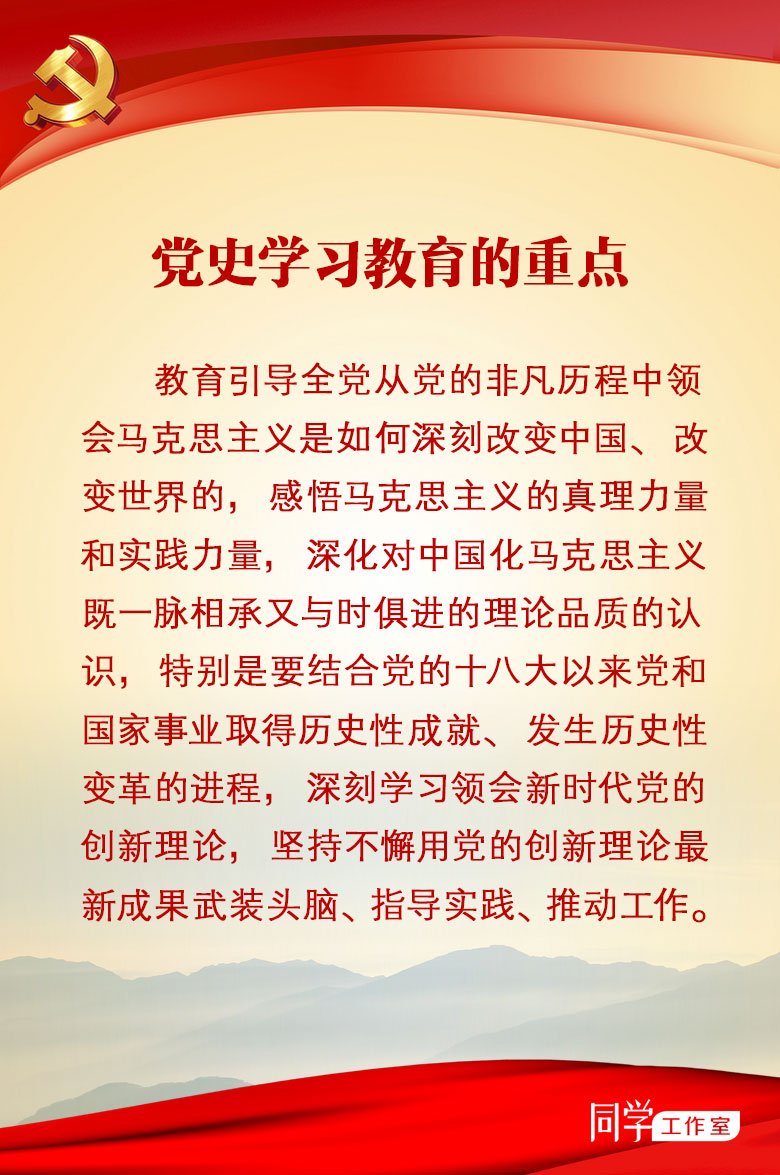 党史学习教育的重点
教育引导全党从党的非凡历程中领
会马克思主义是如何深刻改变中国、改
变世界的，感悟马克思主义的真理力量
和实践力量，深化对中国化马克思主义
既一脉相承又与时俱进的理论品质的认
识，特别是要结合党的十八大以来党和
国家事业取得历史性成就、发生历史性
变革的进程，深刻学习领会新时代党的
创新理论，坚持不懈用党的创新理论最
新成果武装头脑、指导实践、推动工作。
同学工作室